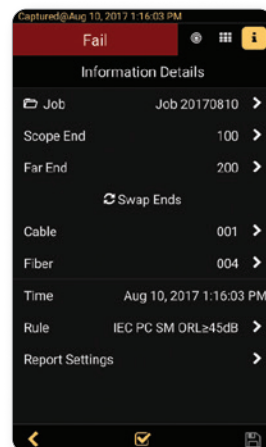 Captured@Aug 10, 2017 1:16:03 PM
Fail
i
Information Details
Job Job 20170810
Scope End 100
Far End 200
Swap Ends
Cable 001
Fiber 004
Time Aug 10, 2017 1:16:03 PM
Rule IEC PC SM ORL≥45dB
Report Settings